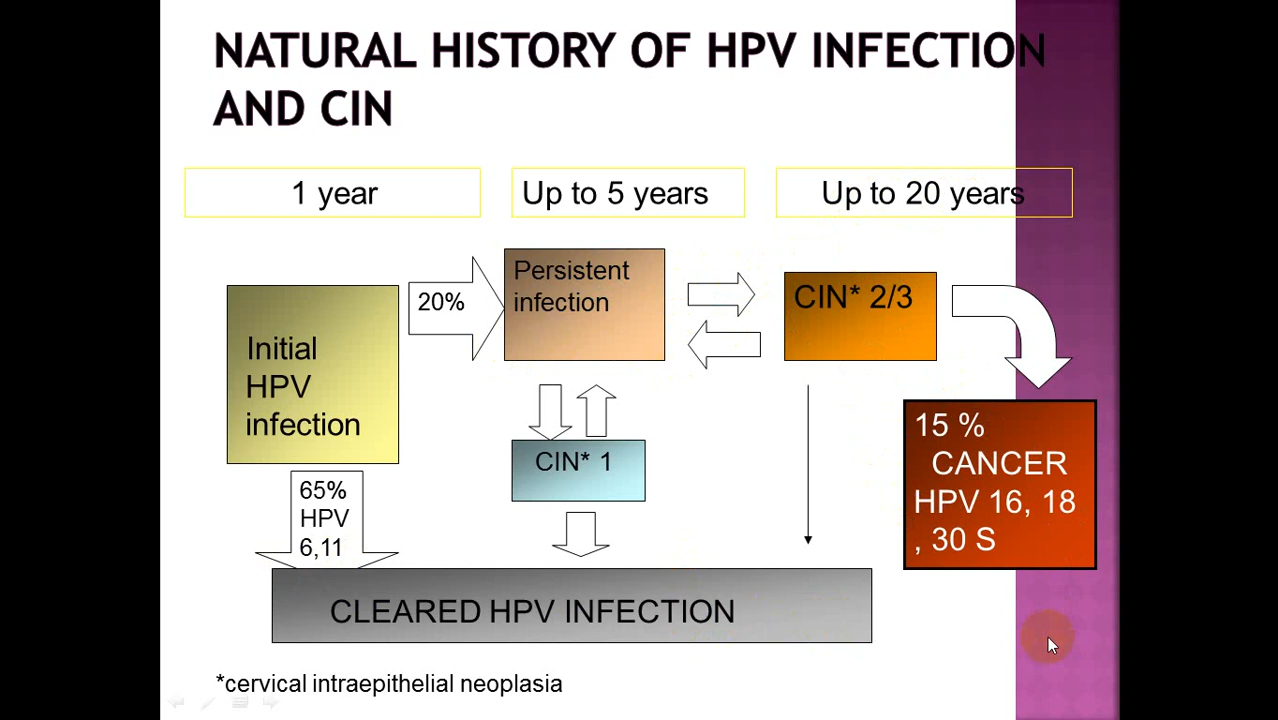 NATURAL HISTORY OF HPV INFECTION
AND CIN
1 year
Up to 5 years
Up to 20 years
Initial
HPV
infection
20%
Persistent
infection
CIN* 2/3
CIN* 1
65%
HPV
6,11
15 %
CANCER
HPV 16, 18
, 30 S
CLEARED HPV INFECTION
*cervical intraepithelial neoplasia